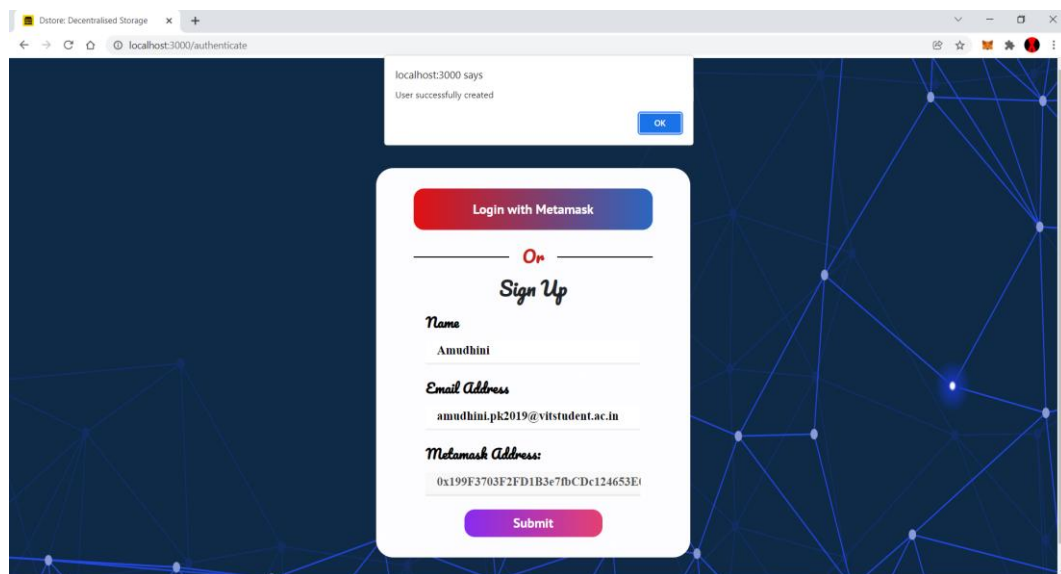 Dstore: Decentralised Storage
localhost:3000/authenticate
localhost:3000 says
User successfully created
OK
Login with Metamask
Or
Sign Up
Name
Amudhini
Email Address
amudhini.pk2019@vitstudent.ac.in
Metamask Address:
0x199F3703F2FD1B3e7fbCDc124653E
Submit